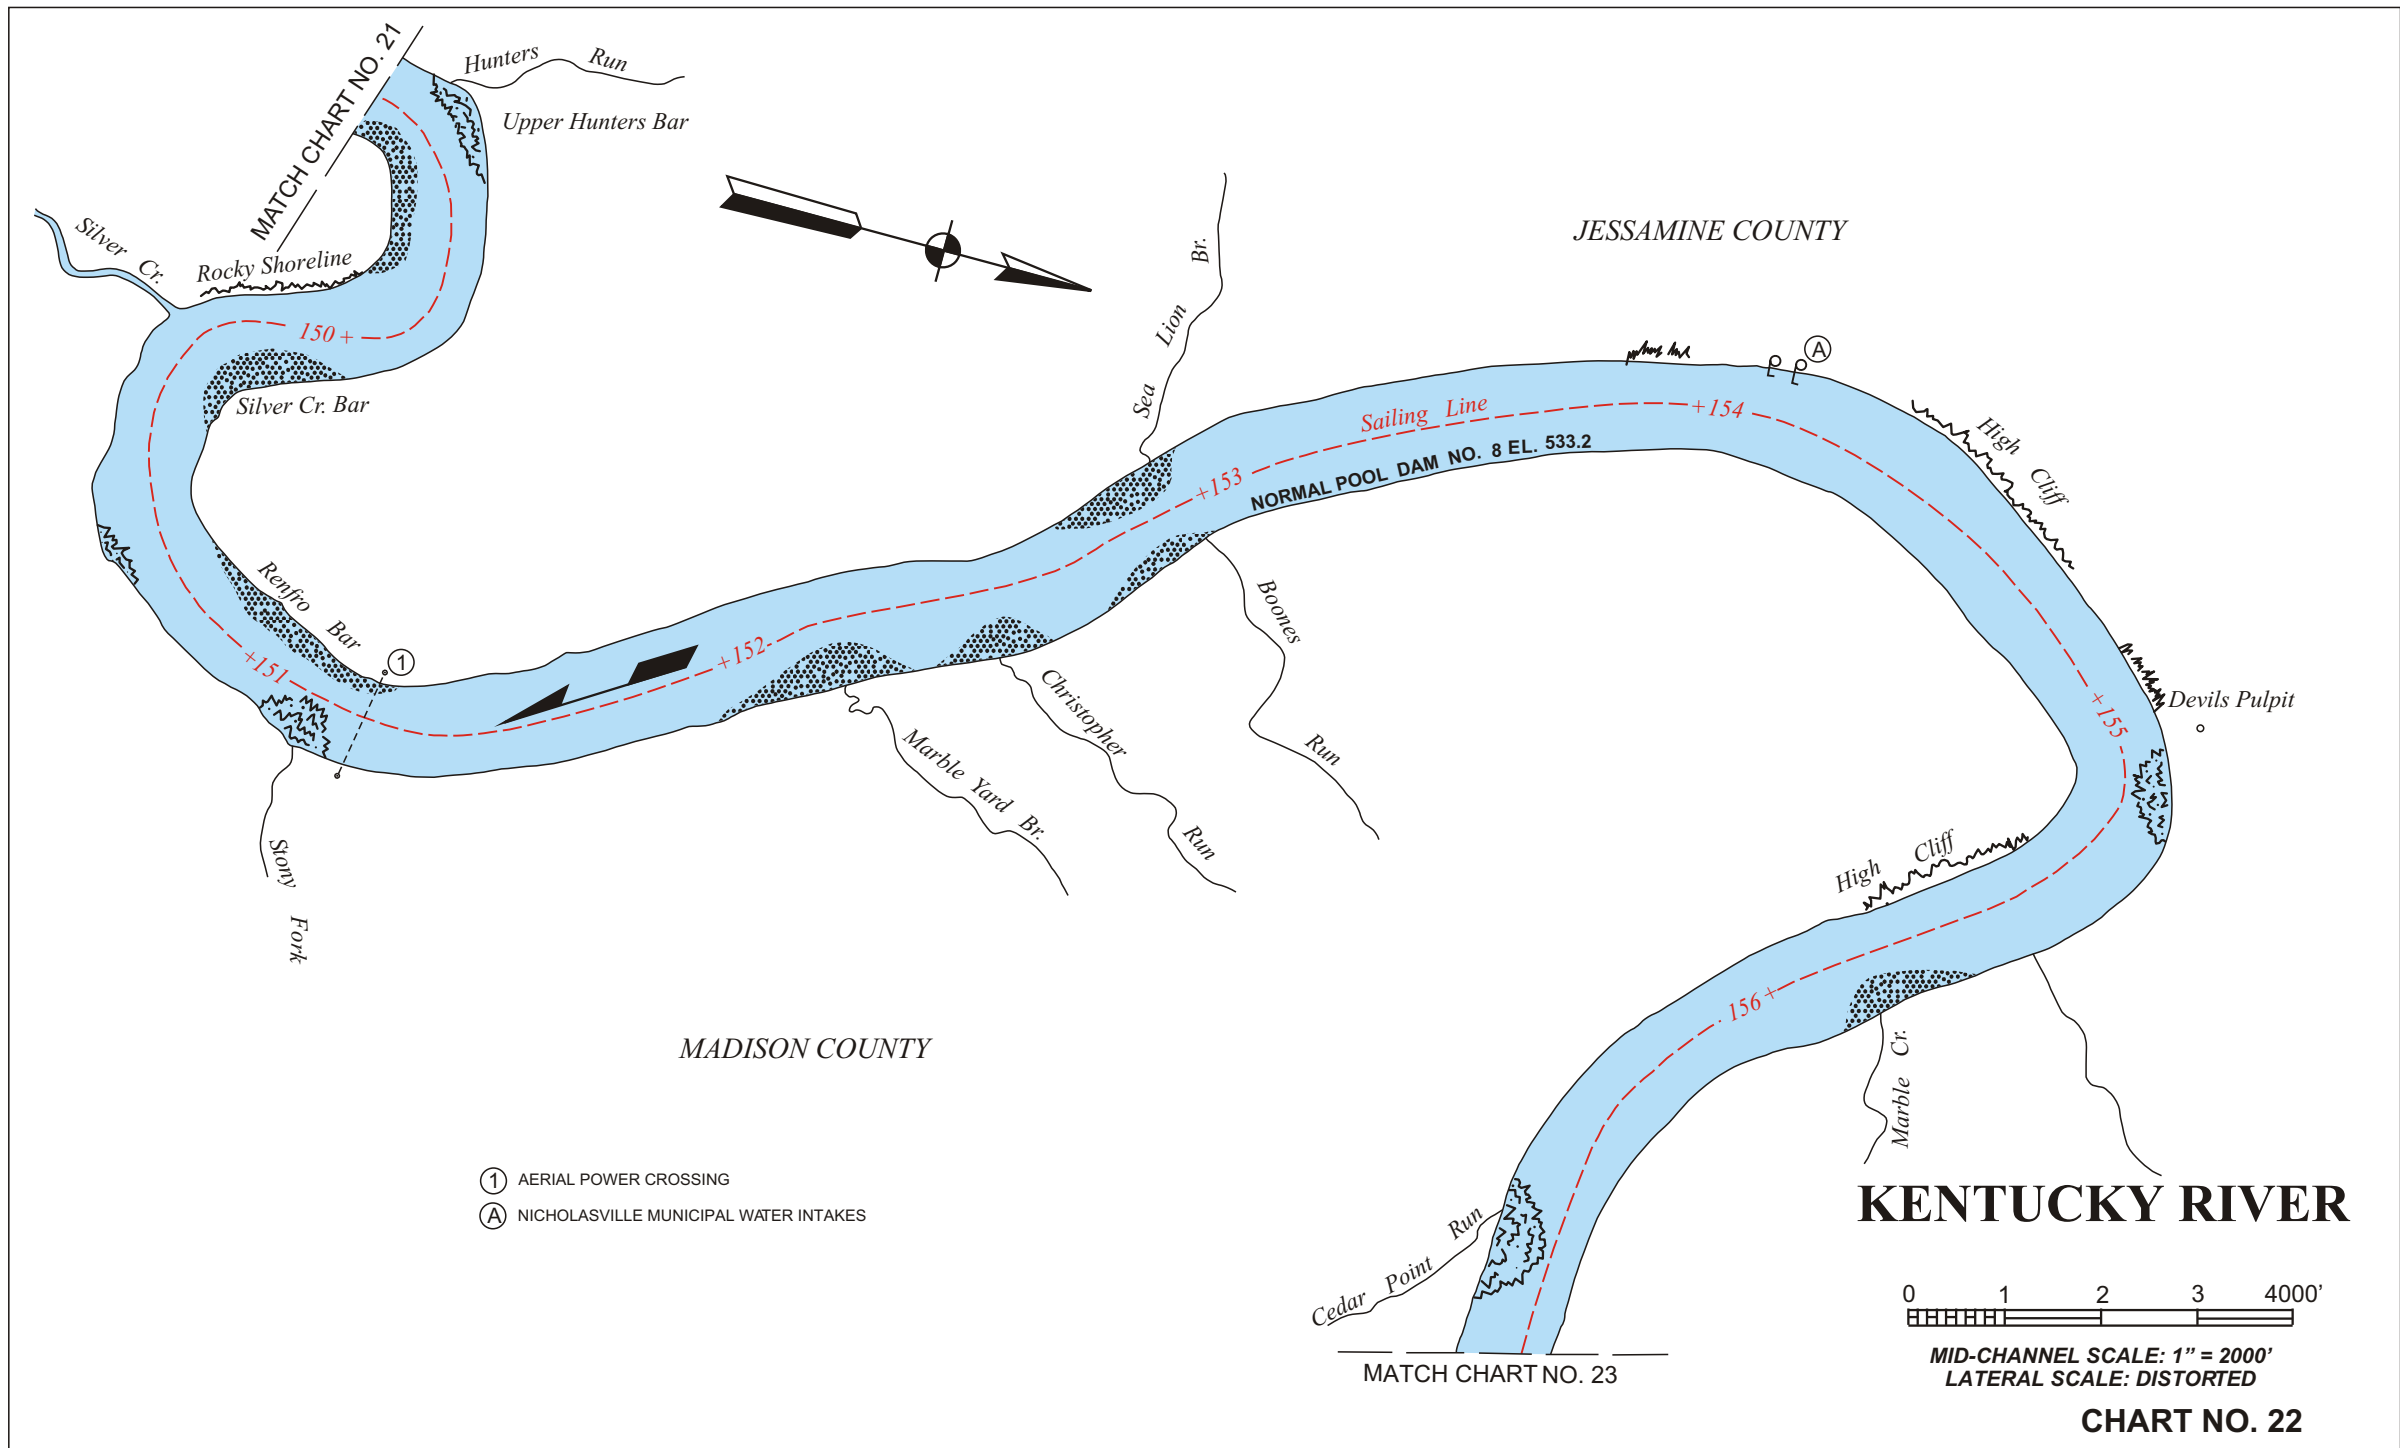 MATCH CHART NO. 21
Hunters Run
Upper Hunters Bar
Silver Cr.
Rocky Shoreline
150 +
Silver Cr. Bar
Sea Lion Br.
JESSAMINE COUNTY
A
Sailing Line
+154
NORMAL POOL DAM NO. 8 EL. 533.2
+153
High Cliff
Renfro Bar
1
+151
+152
Boones Run
Christopher Run
Marble Yard Br.
Stony Fork
Devils Pulpit
+155
High Cliff
156 +
Marble Cr.
MADISON COUNTY
1 AERIAL POWER CROSSING
A NICHOLASVILLE MUNICIPAL WATER INTAKES
Cedar Point Run
MATCH CHART NO. 23
KENTUCKY RIVER
0 1 2 3 4000’
MID-CHANNEL SCALE: 1” = 2000’
LATERAL SCALE: DISTORTED
CHART NO. 22